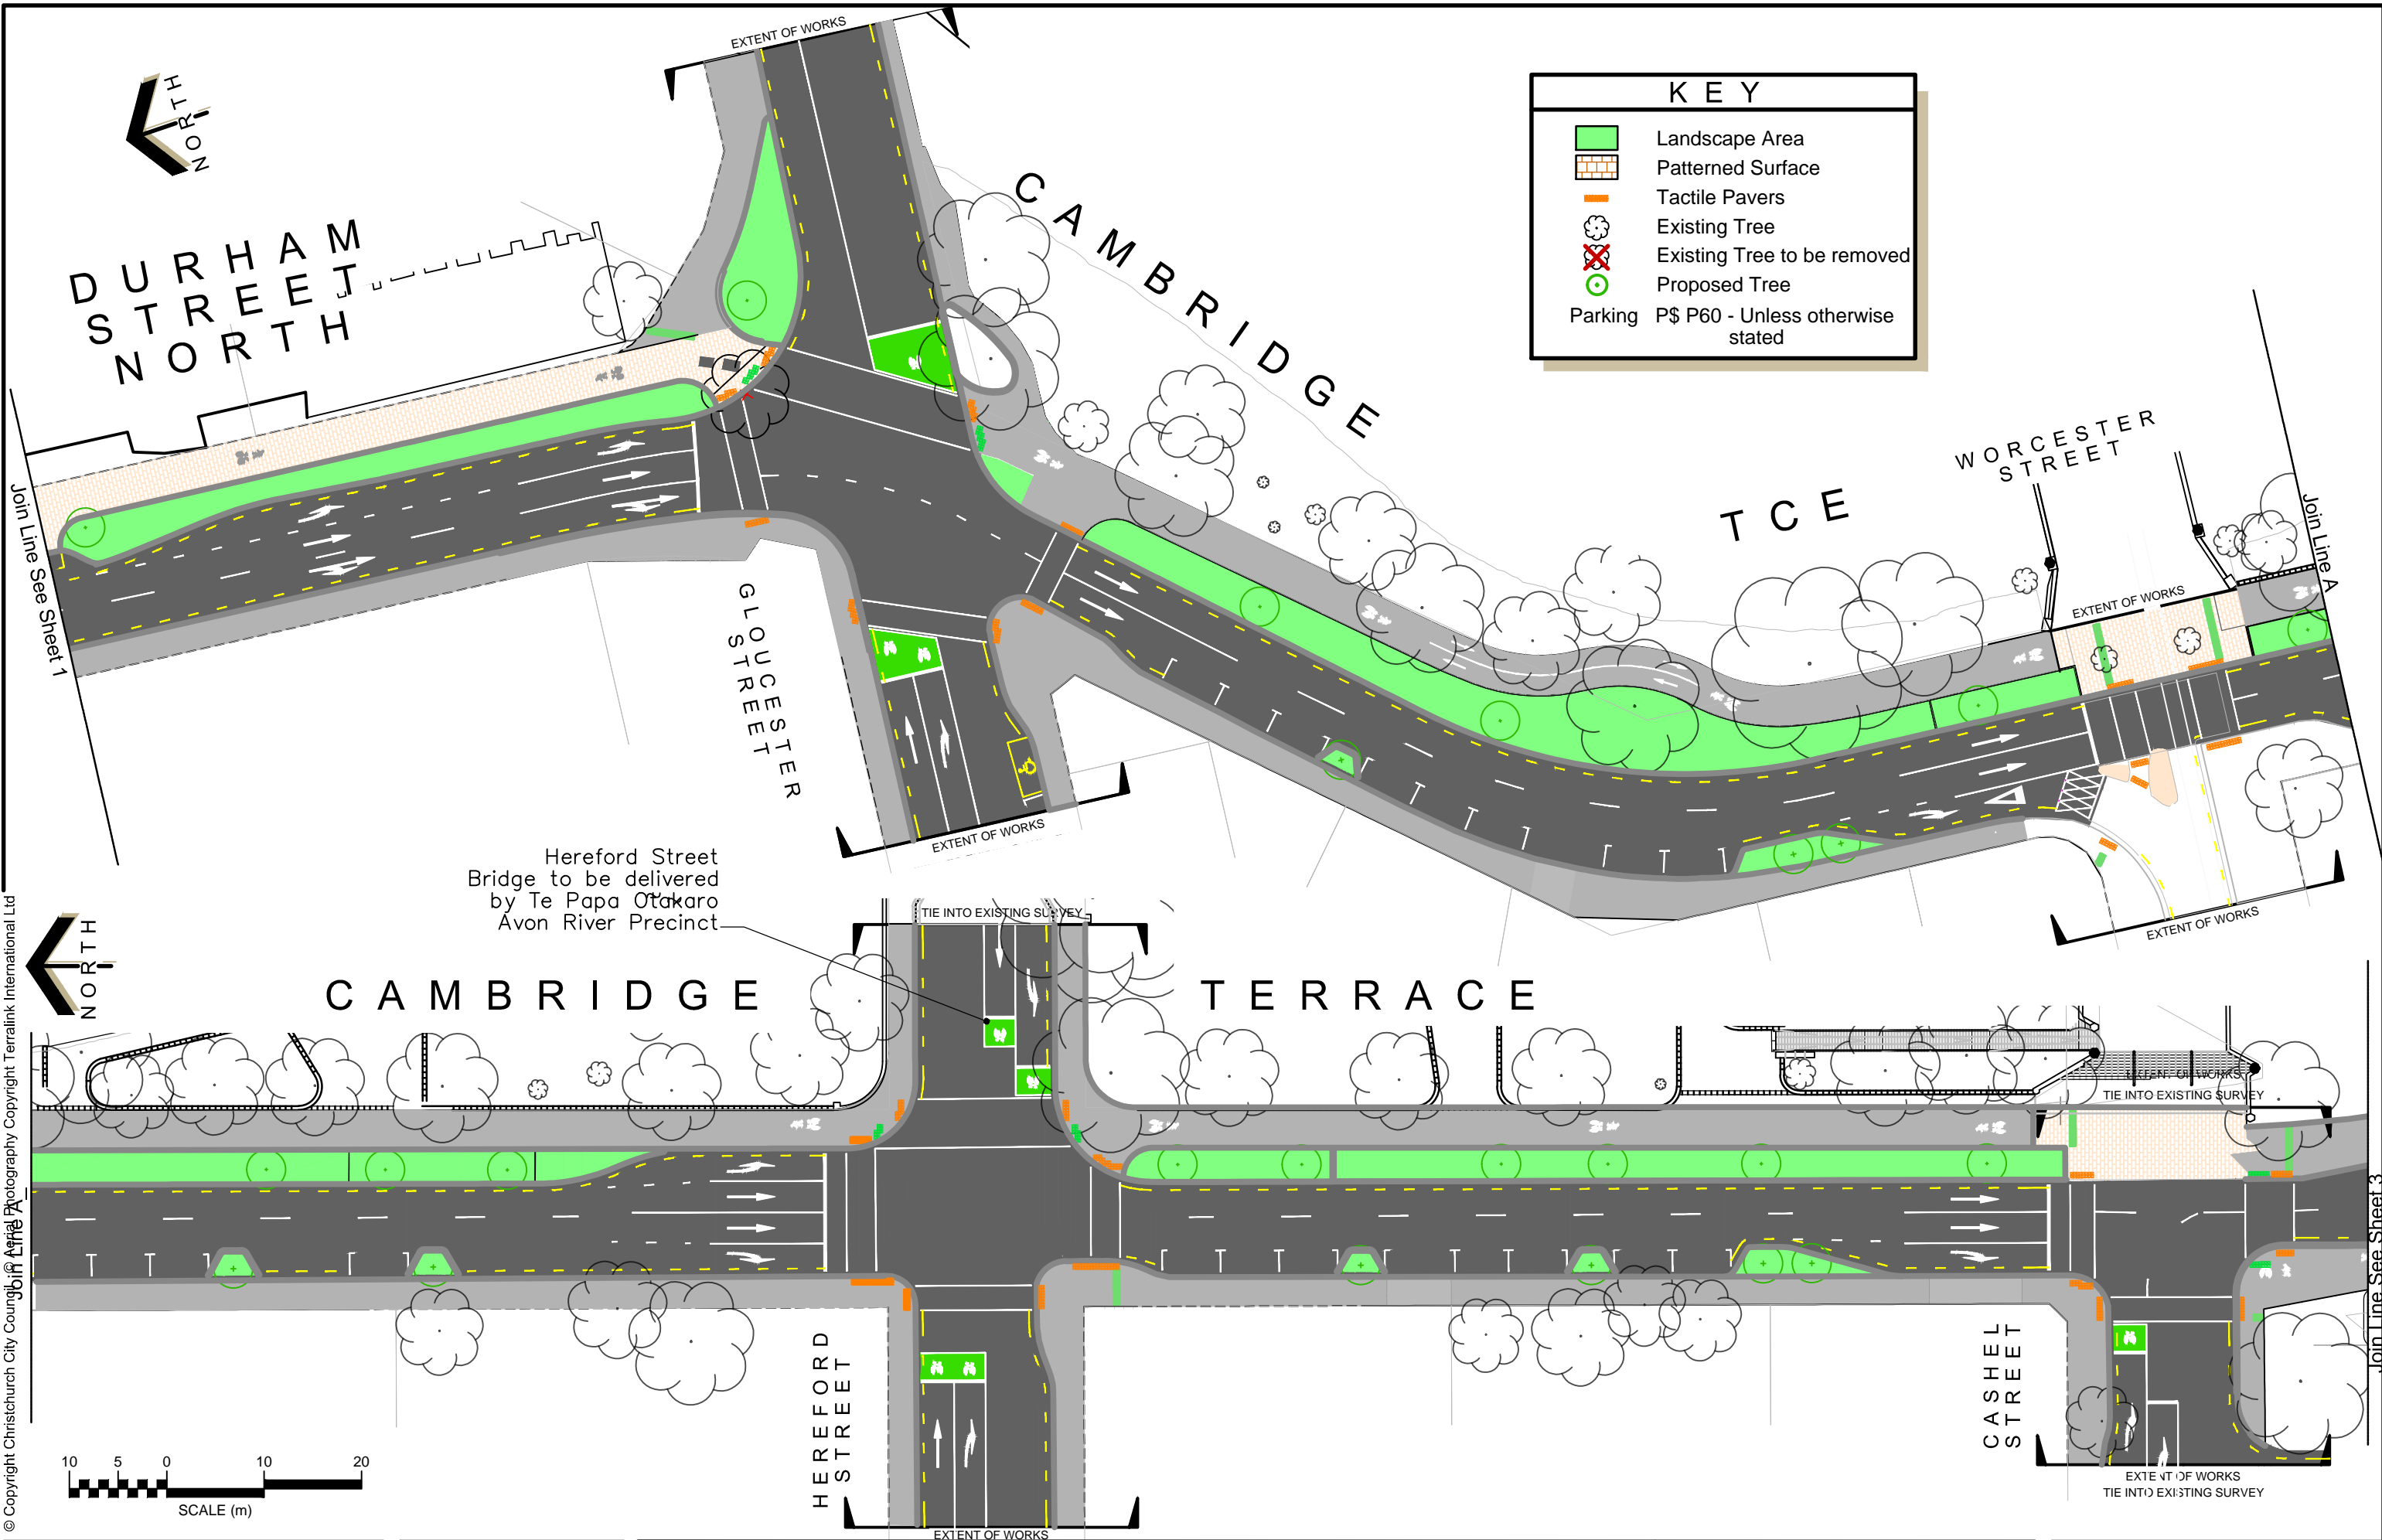 EXTENT OF WORKS
NORTH
DURHAM
STREET
NORTH
CAMBRIDGE
TCE
KEY
Landscape Area
Patterned Surface
Tactile Pavers
Existing Tree
Existing Tree to be removed
Proposed Tree
Parking P$ P60 - Unless otherwise
stated
WORCESTER
STREET
EXTENT OF WORKS
Join Line A
Join Line See Sheet 1
GLOUCESTER
STREET
EXTENT OF WORKS
EXTENT OF WORKS
Hereford Street
Bridge to be delivered
by Te Papa Ōtākaro
Avon River Precinct
TIE INTO EXISTING SURVEY
NORTH
CAMBRIDGE
TERRACE
EXTENT OF WORKS
TIE INTO EXISTING SURVEY
Join Line A
Join Line See Sheet 3
HEREFORD
STREET
CASHEL
STREET
10 5 0 10 20
SCALE (m)
EXTENT OF WORKS
EXTENT OF WORKS
TIE INTO EXISTING SURVEY
© Copyright Christchurch City Council. © Aerial Photography Copyright Terralink International Ltd